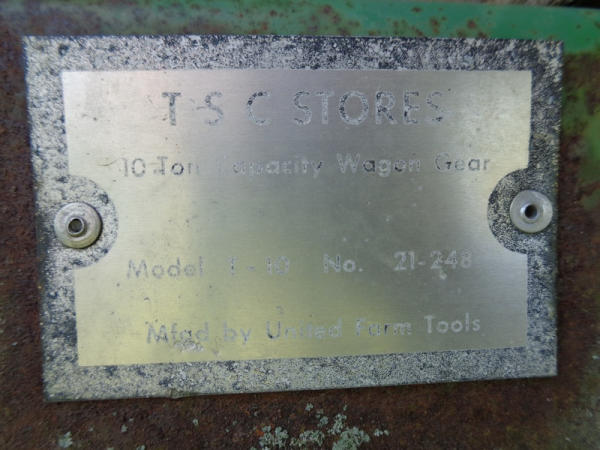 T S C STORES
10 Ton Capacity Wagon Gear
Model T-10 No. 21-248
Mfgd by United Farm Tools